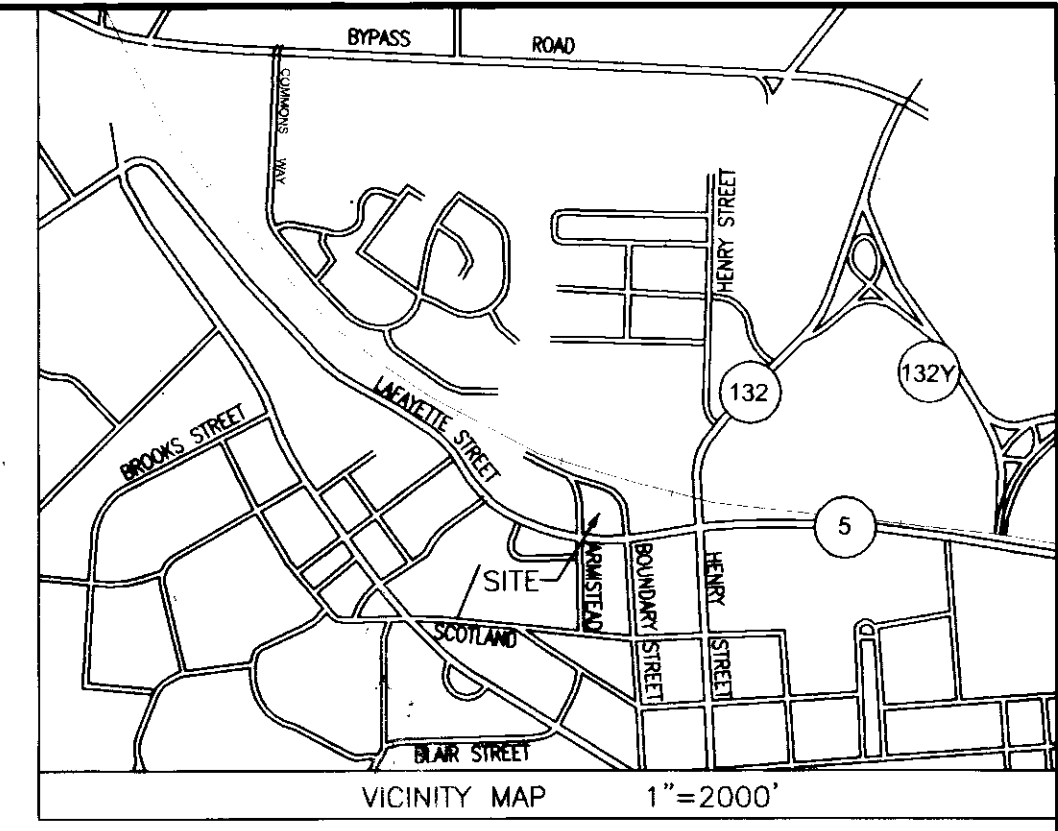 BYPASS ROAD
COMMONS WAY
HENRY STREET
132
132Y
LAFAYETTE STREET
BROOKS STREET
5
SITE
ARMISTEAD
BOUNDARY STREET
HENRY STREET
SCOTLAND
BLAIR STREET
VICINITY MAP 1"=2000'